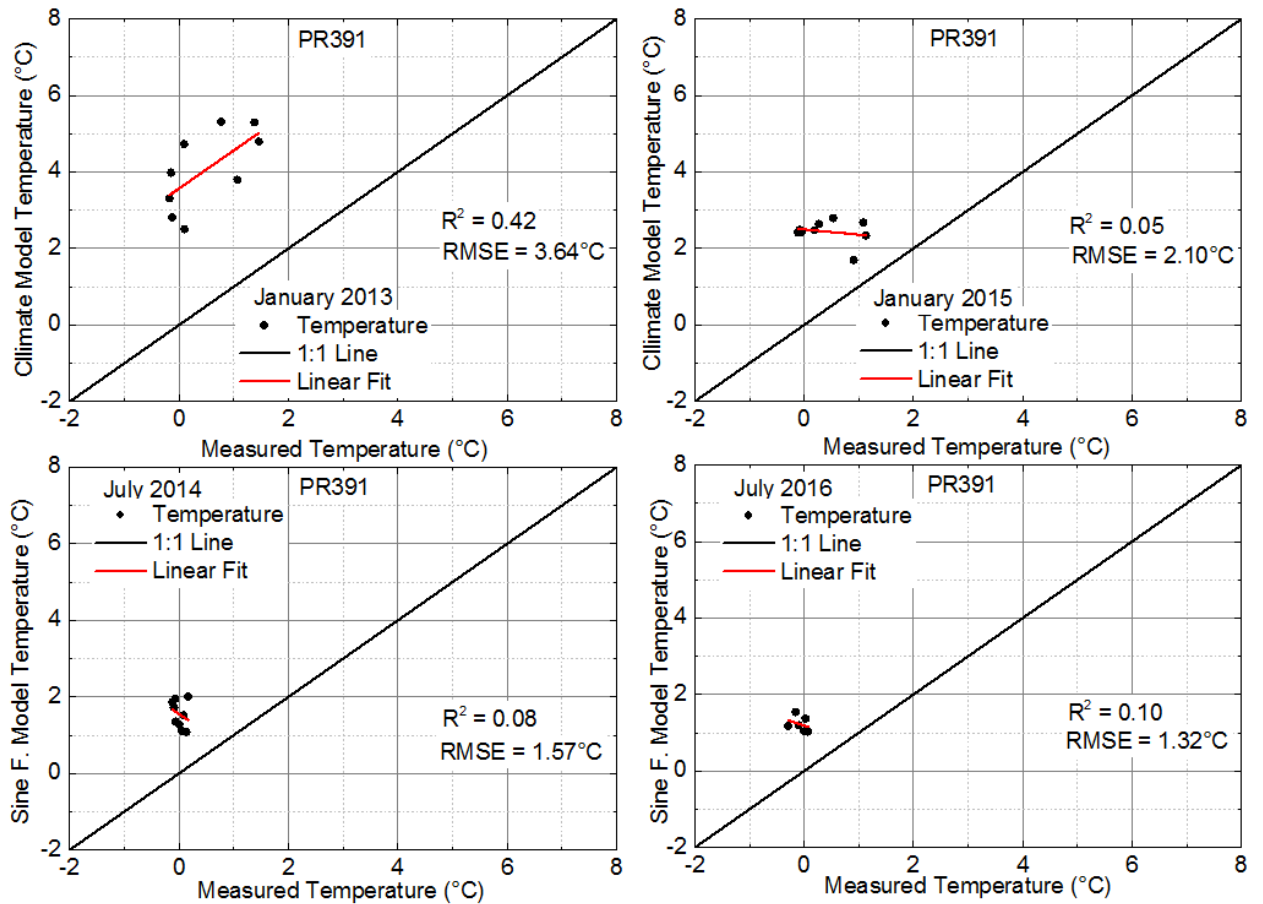 PR391
Cllimate Model Temperature (°C)
8
6
4
2
0
-2
R² = 0.42
RMSE = 3.64°C
January 2013
Temperature
1:1 Line
Linear Fit
-2 0 2 4 6 8
Measured Temperature (°C)
PR391
Cllimate Model Temperature (°C)
8
6
4
2
0
-2
R² = 0.05
RMSE = 2.10°C
January 2015
Temperature
1:1 Line
Linear Fit
-2 0 2 4 6 8
Measured Temperature (°C)
July 2014 PR391
Temperature
1:1 Line
Linear Fit
Sine F. Model Temperature (°C)
8
6
4
2
0
-2
R² = 0.08
RMSE = 1.57°C
-2 0 2 4 6 8
Measured Temperature (°C)
July 2016 PR391
Temperature
1:1 Line
Linear Fit
Sine F. Model Temperature (°C)
8
6
4
2
0
-2
R² = 0.10
RMSE = 1.32°C
-2 0 2 4 6 8
Measured Temperature (°C)